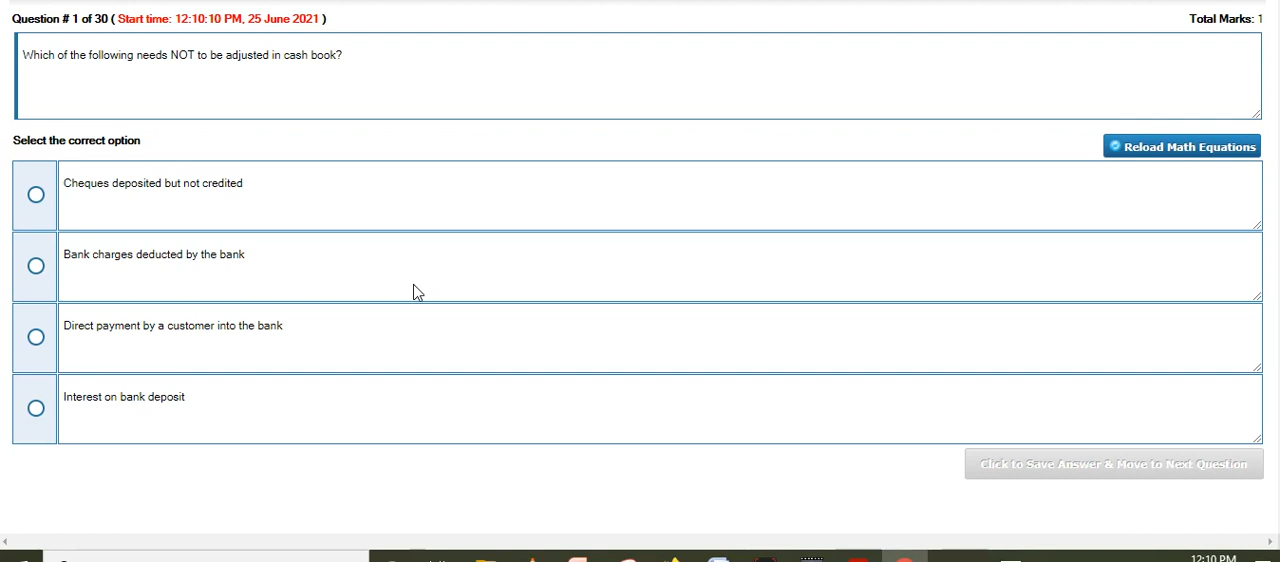 Question # 1 of 30 ( Start time: 12:10:10 PM, 25 June 2021 ) Total Marks: 1
Which of the following needs NOT to be adjusted in cash book?
Select the correct option
Reload Math Equations
Cheques deposited but not credited
Bank charges deducted by the bank
Direct payment by a customer into the bank
Interest on bank deposit
Click to Save Answer & Move to Next Question
12:10 PM